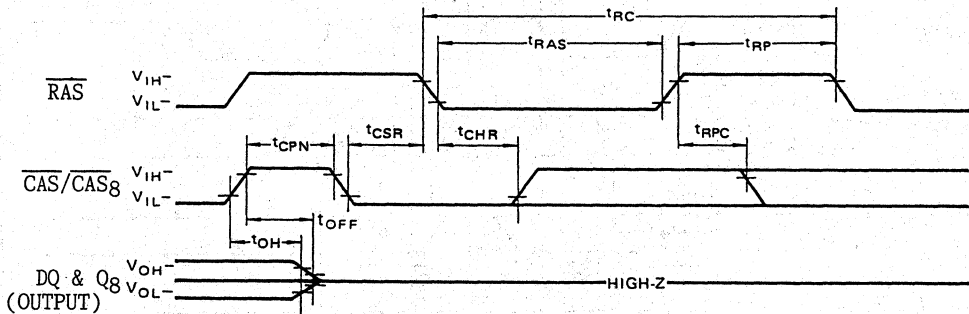 tRC
tRAS
tRP
RAS
VIH-
VIL-
tCPN
tCSR
tCHR
tRPC
CAS/CAS8
VIH-
VIL-
tOFF
tOH
DQ & Q8
(OUTPUT)
VOH-
VOL-
HIGH-Z